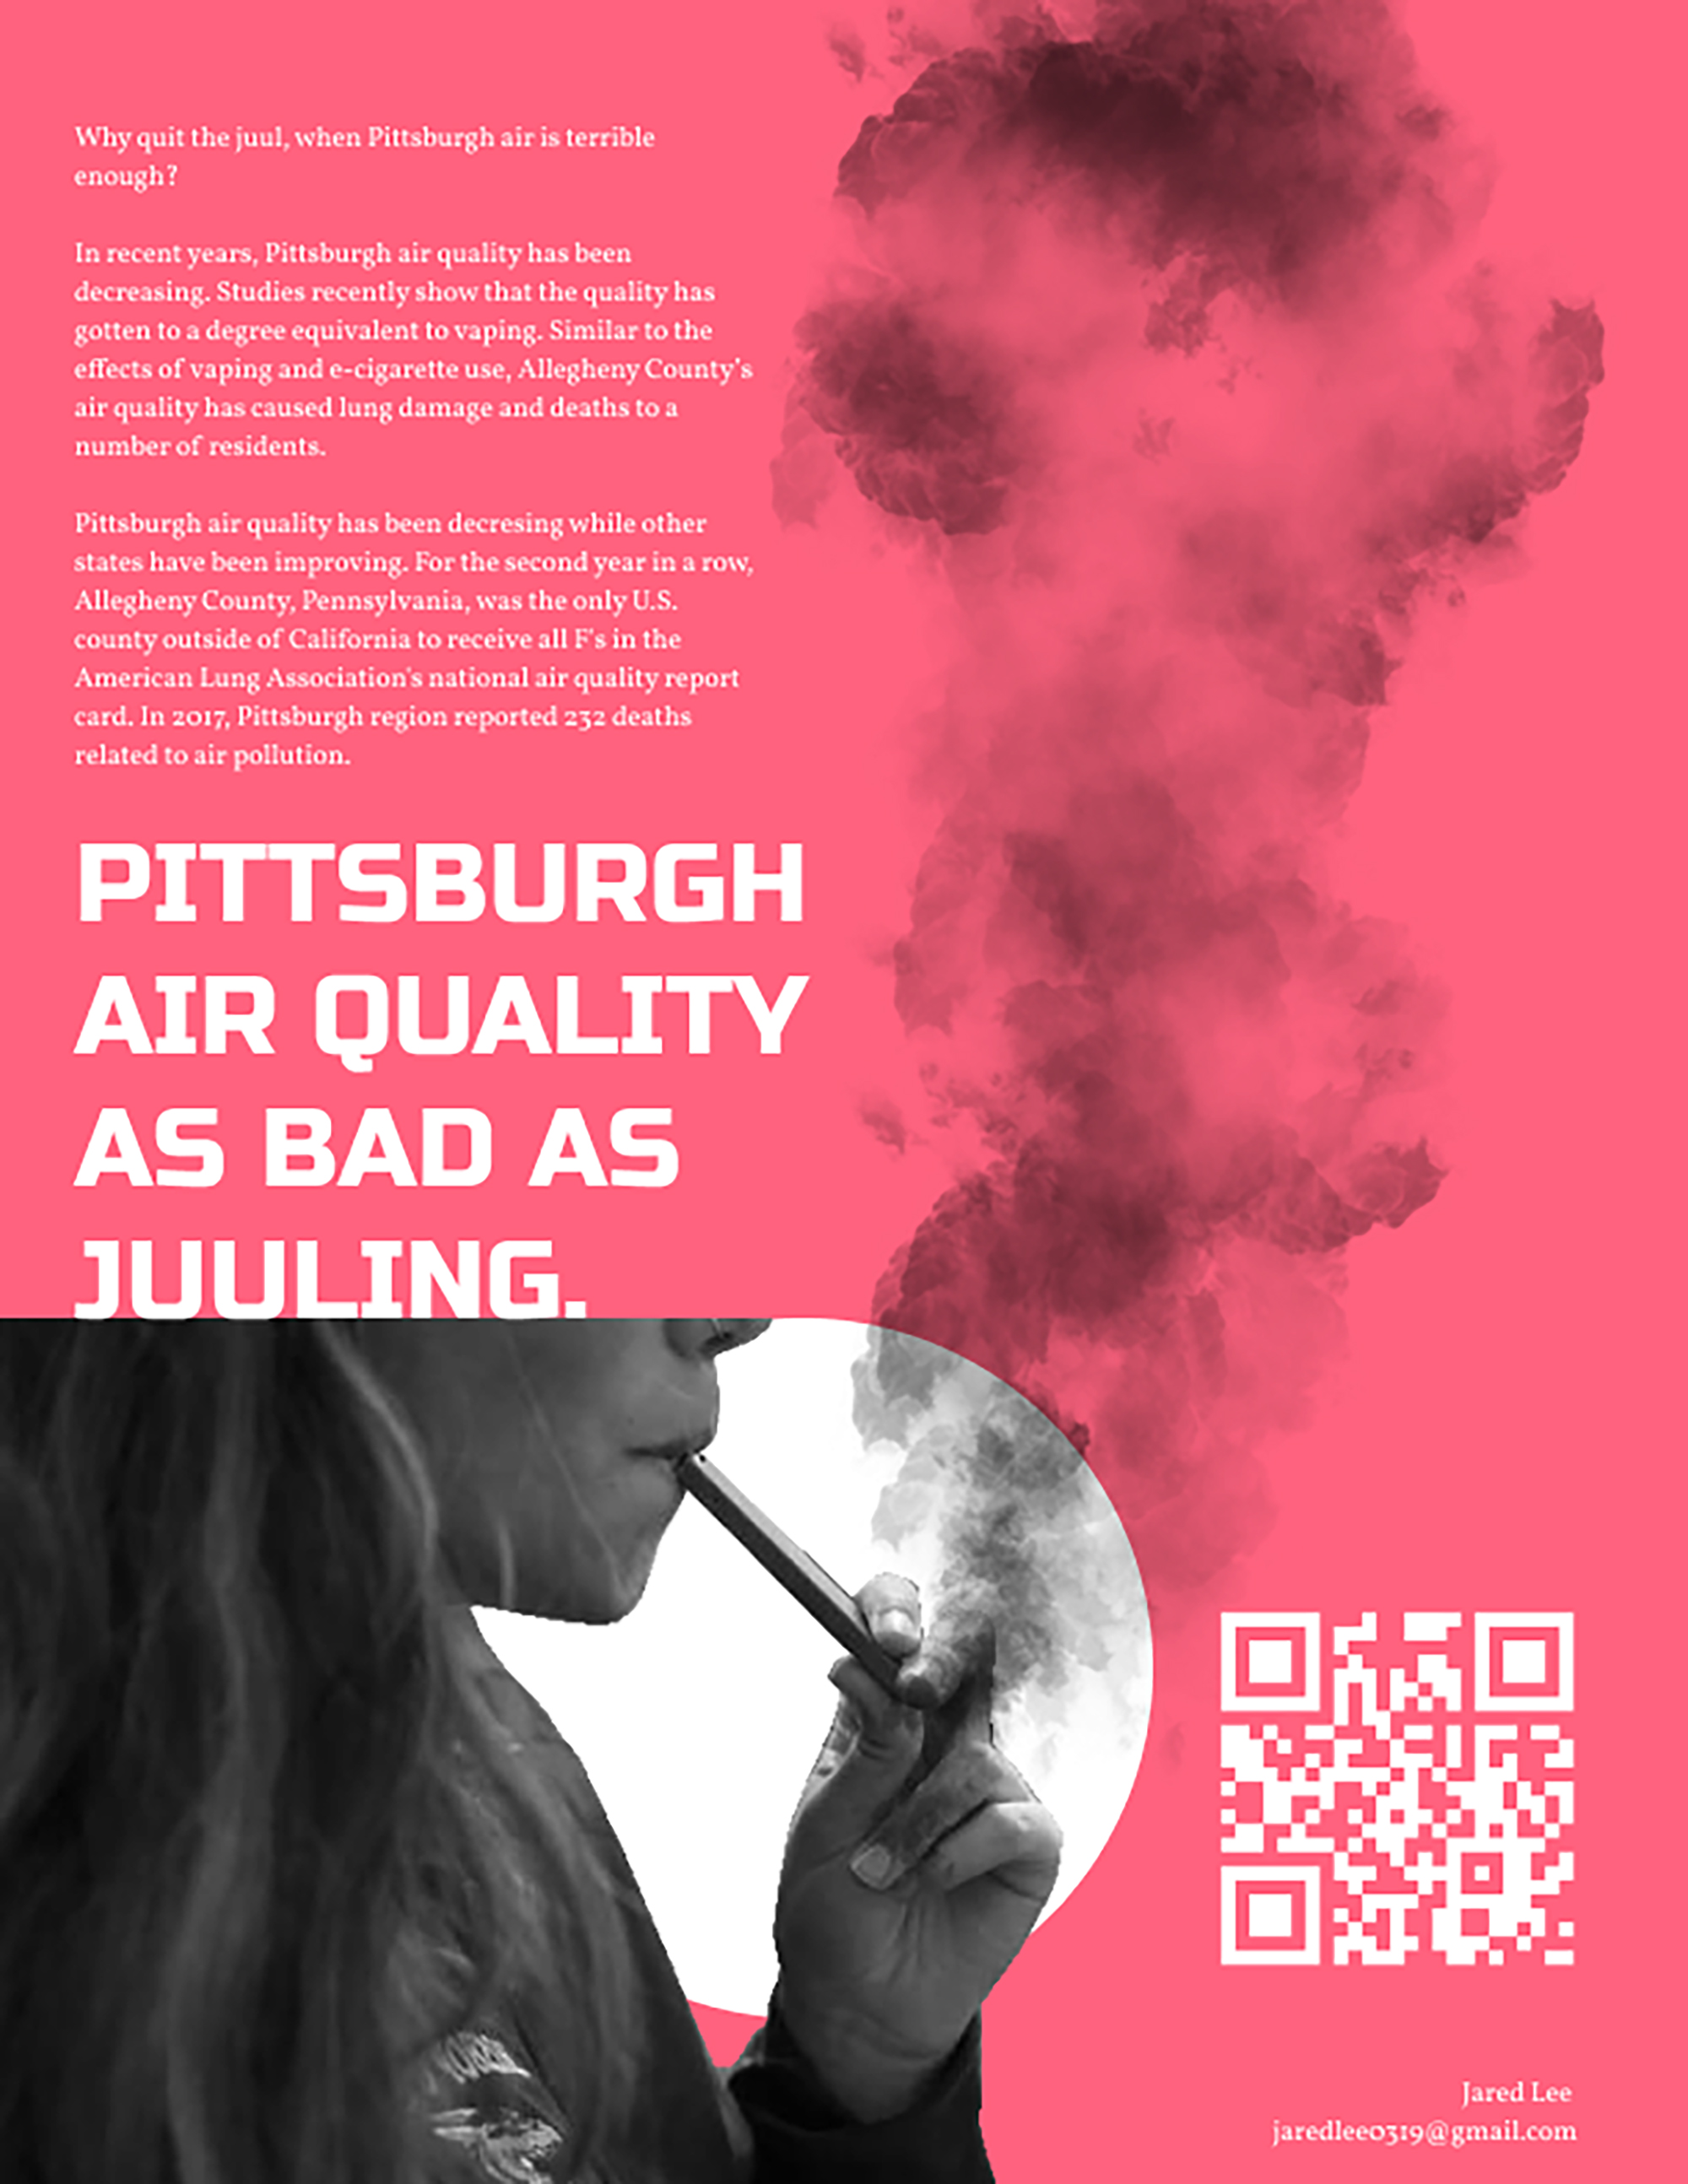 Why quit the juul, when Pittsburgh air is terrible
enough?
In recent years, Pittsburgh air quality has been
decreasing. Studies recently show that the quality has
gotten to a degree equivalent to vaping. Similar to the
effects of vaping and e-cigarette use, Allegheny County's
air quality has caused lung damage and deaths to a
number of residents.
Pittsburgh air quality has been decresing while other
states have been improving. For the second year in a row,
Allegheny County, Pennsylvania, was the only U.S.
county outside of California to receive all F's in the
American Lung Association's national air quality report
card. In 2017, Pittsburgh region reported 232 deaths
related to air pollution.
PITTSBURGH
AIR QUALITY
AS BAD AS
JUULING.
Jared Lee
jaredlee0319@gmail.com